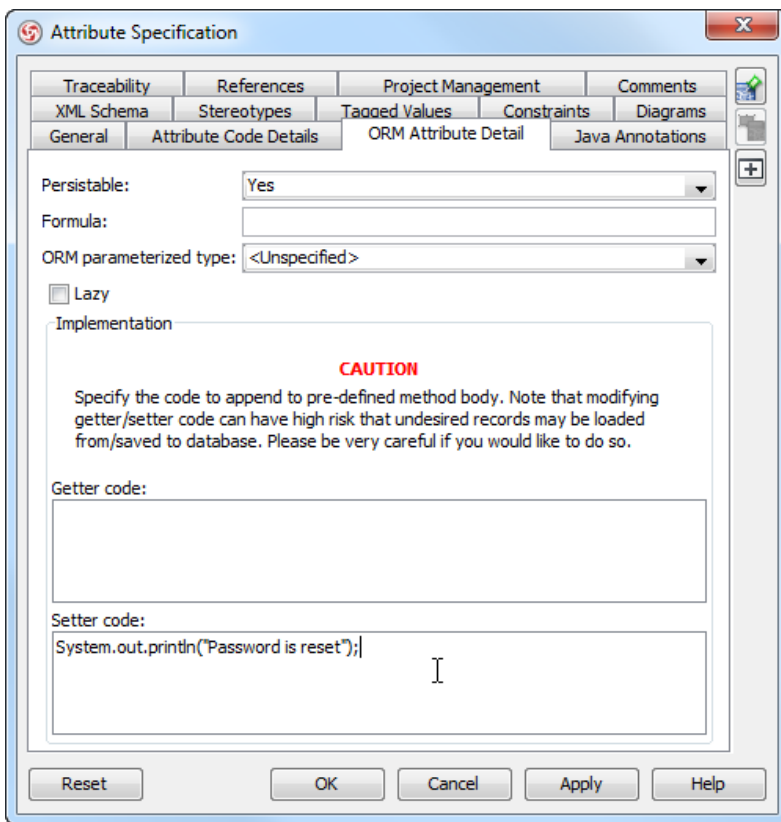 Attribute Specification
Traceability References Project Management Comments
XML Schema Stereotypes Tagged Values Constraints Diagrams
General Attribute Code Details ORM Attribute Detail Java Annotations
Persistable: Yes
Formula:
ORM parameterized type: <Unspecified>
Lazy
Implementation
CAUTION
Specify the code to append to pre-defined method body. Note that modifying
getter/setter code can have high risk that undesired records may be loaded
from/saved to database. Please be very careful if you would like to do so.
Getter code:
Setter code:
System.out.println("Password is reset");
Reset OK Cancel Apply Help